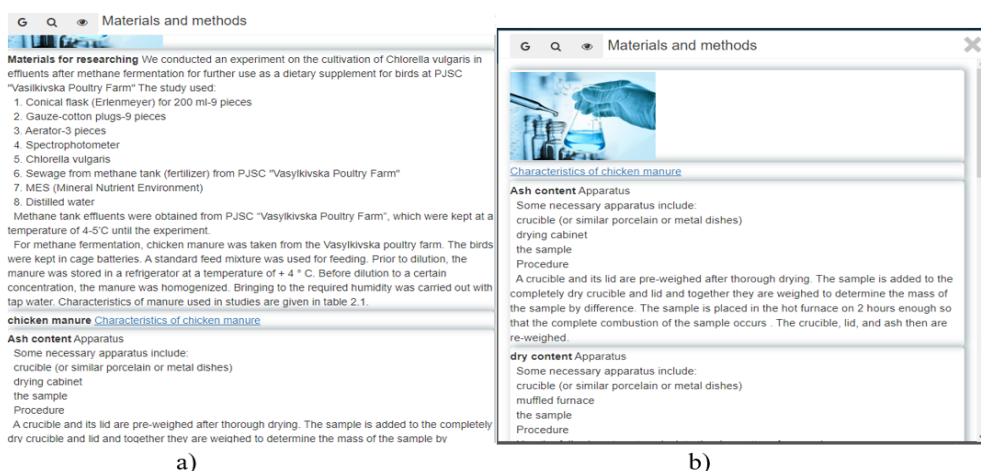 G Materials and methods
Materials for researching We conducted an experiment on the cultivation of Chlorella vulgaris in
effluents after methane fermentation for further use as a dietary supplement for birds at PJSC
"Vasilkivska Poultry Farm" The study used:
1. Conical flask (Erlenmeyer) for 200 ml-9 pieces
2. Gauze-cotton plugs-9 pieces
3. Aerator-3 pieces
4. Spectrophotometer
5. Chlorella vulgaris
6. Sewage from methane tank (fertilizer) from PJSC "Vasylkivska Poultry Farm"
7. MES (Mineral Nutrient Environment)
8. Distilled water
Methane tank effluents were obtained from PJSC "Vasylkivska Poultry Farm", which were kept at a
temperature of 4-5'C until the experiment.
For methane fermentation, chicken manure was taken from the Vasylkivska poultry farm. The birds
were kept in cage batteries. A standard feed mixture was used for feeding. Prior to dilution, the
manure was stored in a refrigerator at a temperature of + 4 ° C. Before dilution to a certain
concentration, the manure was homogenized. Bringing to the required humidity was carried out with
tap water. Characteristics of manure used in studies are given in table 2.1.
chicken manure Characteristics of chicken manure
Ash content Apparatus
Some necessary apparatus include:
crucible (or similar porcelain or metal dishes)
drying cabinet
the sample
Procedure
A crucible and its lid are pre-weighed after thorough drying. The sample is added to the completely
dry crucible and lid and together they are weighed to determine the mass of the sample by
a)
G Materials and methods
Characteristics of chicken manure
Ash content Apparatus
Some necessary apparatus include:
crucible (or similar porcelain or metal dishes)
drying cabinet
the sample
Procedure
A crucible and its lid are pre-weighed after thorough drying. The sample is added to the
completely dry crucible and lid and together they are weighed to determine the mass of
the sample by difference. The sample is placed in the hot furnace on 2 hours enough so
that the complete combustion of the sample occurs . The crucible, lid, and ash then are
re-weighed.
dry content Apparatus
Some necessary apparatus include:
crucible (or similar porcelain or metal dishes)
muffled furnace
the sample
Procedure
b)